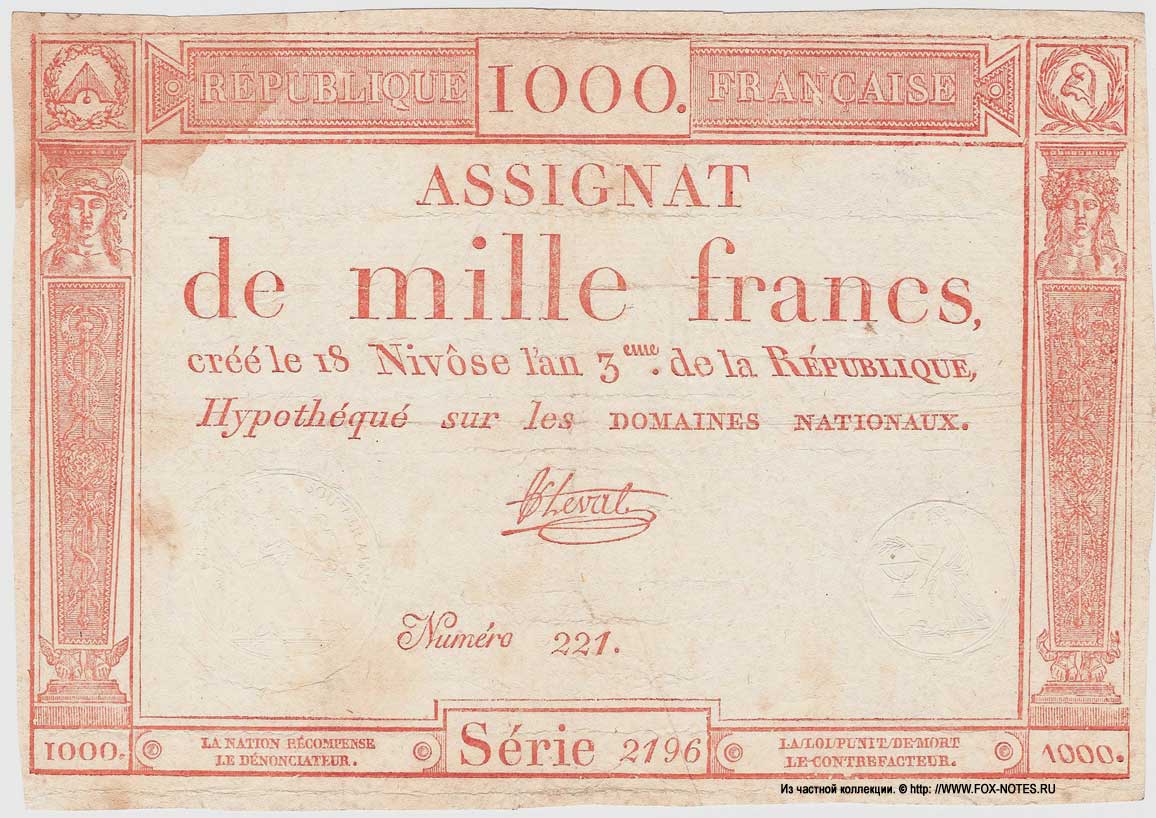 RÉPUBLIQUE 1000. FRANÇAISE
ASSIGNAT
de mille francs,
créé le 18 Nivôse l'an 3eme. de la RÉPUBLIQUE,
Hypothéqué sur les DOMAINES NATIONAUX.
Numéro 221.
1000.
LA NATION RÉCOMPENSE
LE DÉNONCIATEUR.
Série 2196
LA LOI PUNIT DE MORT
LE CONTREFACTEUR.
1000.
Из частной коллекции. © http: //WWW.FOX-NOTES.RU